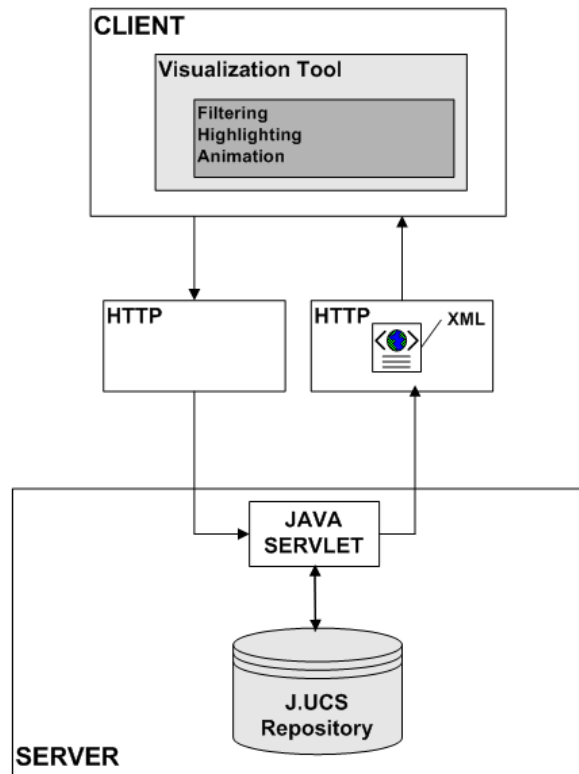 CLIENT
Visualization Tool
Filtering
Highlighting
Animation
HTTP
HTTP
XML
JAVA
SERVLET
J.UCS
Repository
SERVER